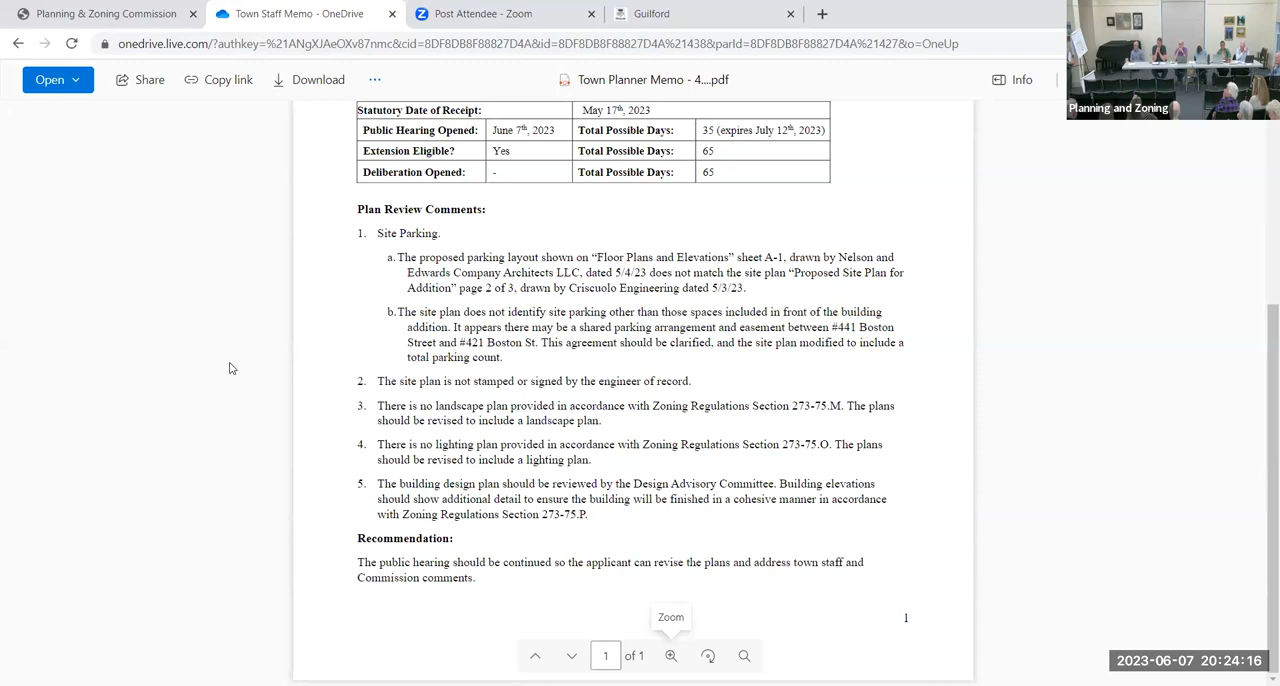 Planning & Zoning Commission
Town Staff Memo - OneDrive
Post Attendee - Zoom
Guilford
onedrive.live.com/?authkey=%21ANgXJAeOXv87nmc&cid=8DF8DB8F88827D4A&id=8DF8DB8F88827D4A%21438&parId=8DF8DB8F88827D4A%21427&o=OneUp
Open
Share
Copy link
Download
Town Planner Memo - 4....pdf
Info
Planning and Zoning
Statutory Date of Receipt: May 17th, 2023
Public Hearing Opened: June 7th, 2023 Total Possible Days: 35 (expires July 12th, 2023)
Extension Eligible? Yes Total Possible Days: 65
Deliberation Opened: - Total Possible Days: 65
Plan Review Comments:
1. Site Parking.
a. The proposed parking layout shown on “Floor Plans and Elevations” sheet A-1, drawn by Nelson and
Edwards Company Architects LLC, dated 5/4/23 does not match the site plan “Proposed Site Plan for
Addition” page 2 of 3, drawn by Criscuolo Engineering dated 5/3/23.
b. The site plan does not identify site parking other than those spaces included in front of the building
addition. It appears there may be a shared parking arrangement and easement between #441 Boston
Street and #421 Boston St. This agreement should be clarified, and the site plan modified to include a
total parking count.
2. The site plan is not stamped or signed by the engineer of record.
3. There is no landscape plan provided in accordance with Zoning Regulations Section 273-75.M. The plans
should be revised to include a landscape plan.
4. There is no lighting plan provided in accordance with Zoning Regulations Section 273-75.O. The plans
should be revised to include a lighting plan.
5. The building design plan should be reviewed by the Design Advisory Committee. Building elevations
should show additional detail to ensure the building will be finished in a cohesive manner in accordance
with Zoning Regulations Section 273-75.P.
Recommendation:
The public hearing should be continued so the applicant can revise the plans and address town staff and
Commission comments.
1
Zoom
1 of 1
2023-06-07 20:24:16